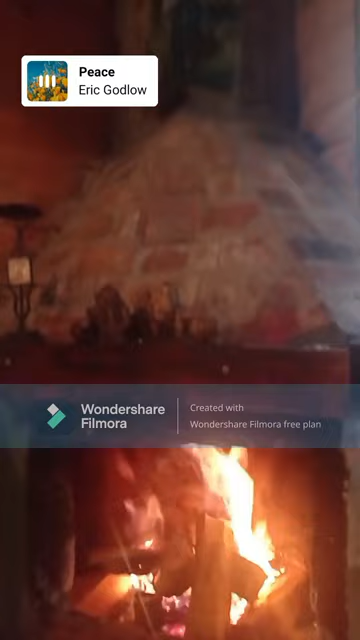 Peace
Eric Godlow
Wondershare
Filmora
Created with
Wondershare Filmora free plan